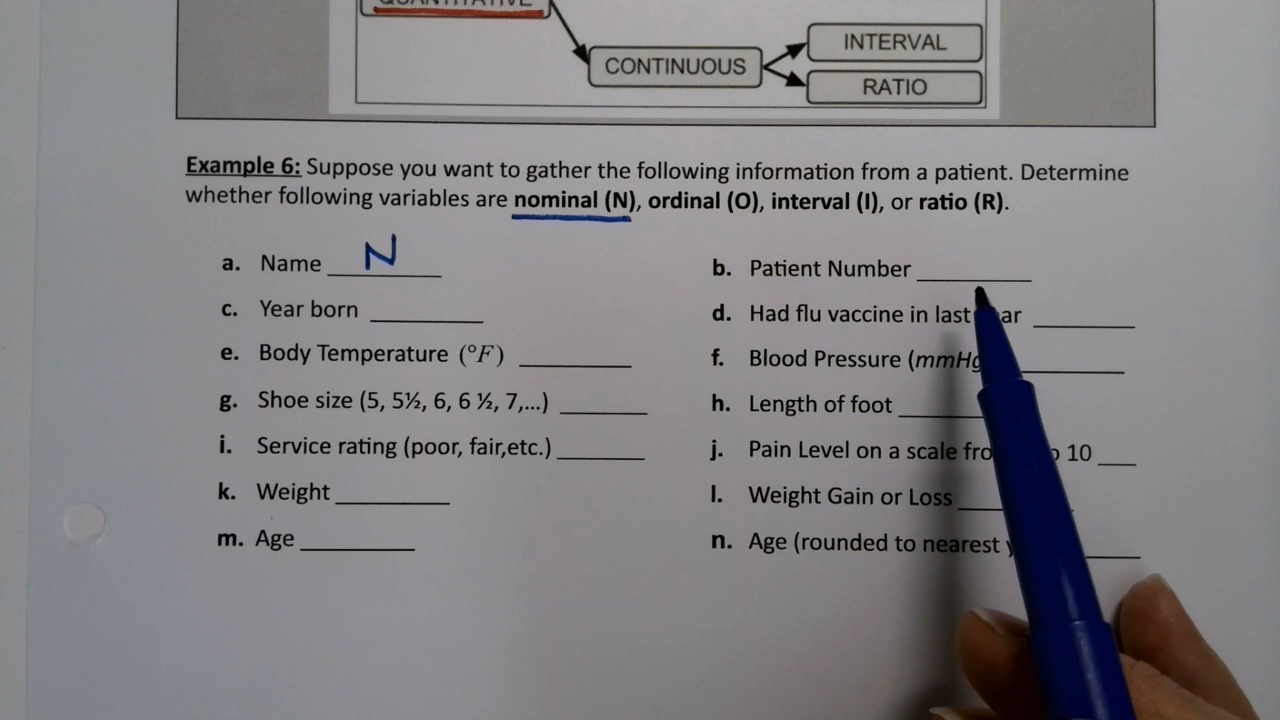 QUANTITATIVE
CONTINUOUS
INTERVAL
RATIO
Example 6: Suppose you want to gather the following information from a patient. Determine
whether following variables are nominal (N), ordinal (O), interval (I), or ratio (R).
a. Name N
b. Patient Number
c. Year born
d. Had flu vaccine in last
e. Body Temperature (°F)
f. Blood Pressure (mmHg
g. Shoe size (5, 5½, 6, 6 ½, 7,...)
h. Length of foot
i. Service rating (poor, fair,etc.)
j. Pain Level on a scale 10
k. Weight
l. Weight Gain or Loss
m. Age
n. Age (rounded to nearest